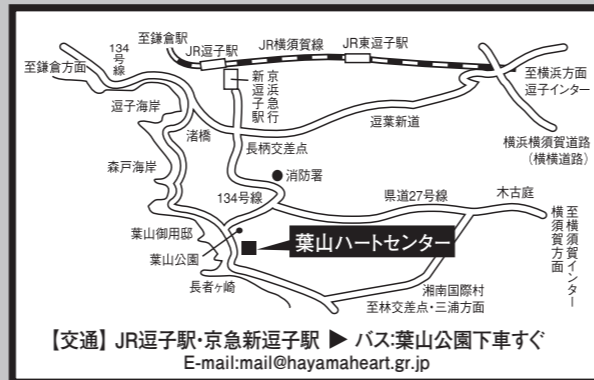 134号線
至鎌倉駅
JR逗子駅
JR横須賀線
JR東逗子駅
至鎌倉方面
至横浜方面
逗子インター
京浜急行
新逗子駅
逗子海岸
逗葉新道
渚橋
長柄交差点
横浜横須賀道路
(横横道路)
森戸海岸
消防署
134号線
県道27号線
木古庭
至横須賀インター
横須賀方面
葉山御用邸
葉山公園
葉山ハートセンター
長者ヶ崎
湘南国際村
至林交差点・三浦方面
【交通】JR逗子駅・京急新逗子駅 ▶ バス:葉山公園下車すぐ
E-mail:mail@hayamaheart.gr.jp